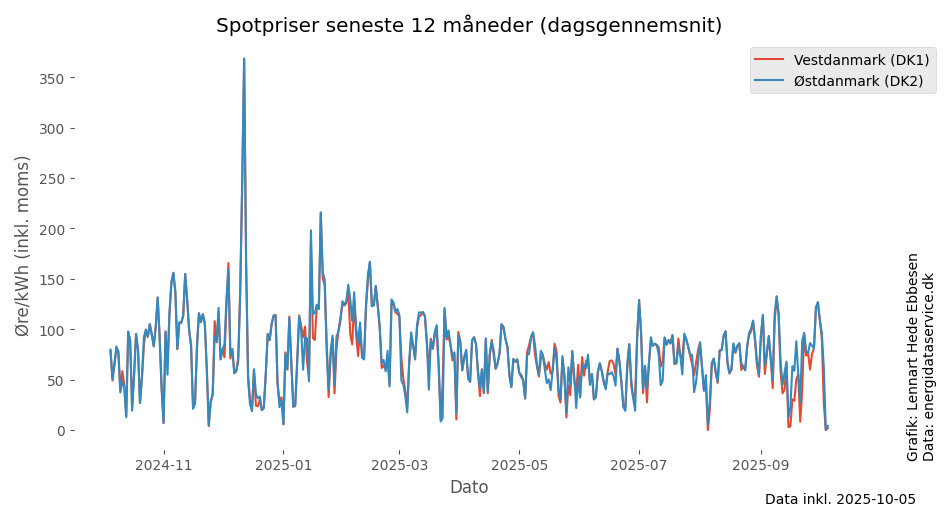 Spotpriser seneste 12 måneder (dagsgennemsnit)
Vestdanmark (DK1)
Østdanmark (DK2)
Øre/kWh (inkl. moms)
350
300
250
200
150
100
50
0
2024-11
2025-01
2025-03
2025-05
2025-07
2025-09
Dato
Grafik: Lennart Hede Ebbesen
Data: energidataservice.dk
Data inkl. 2025-10-05